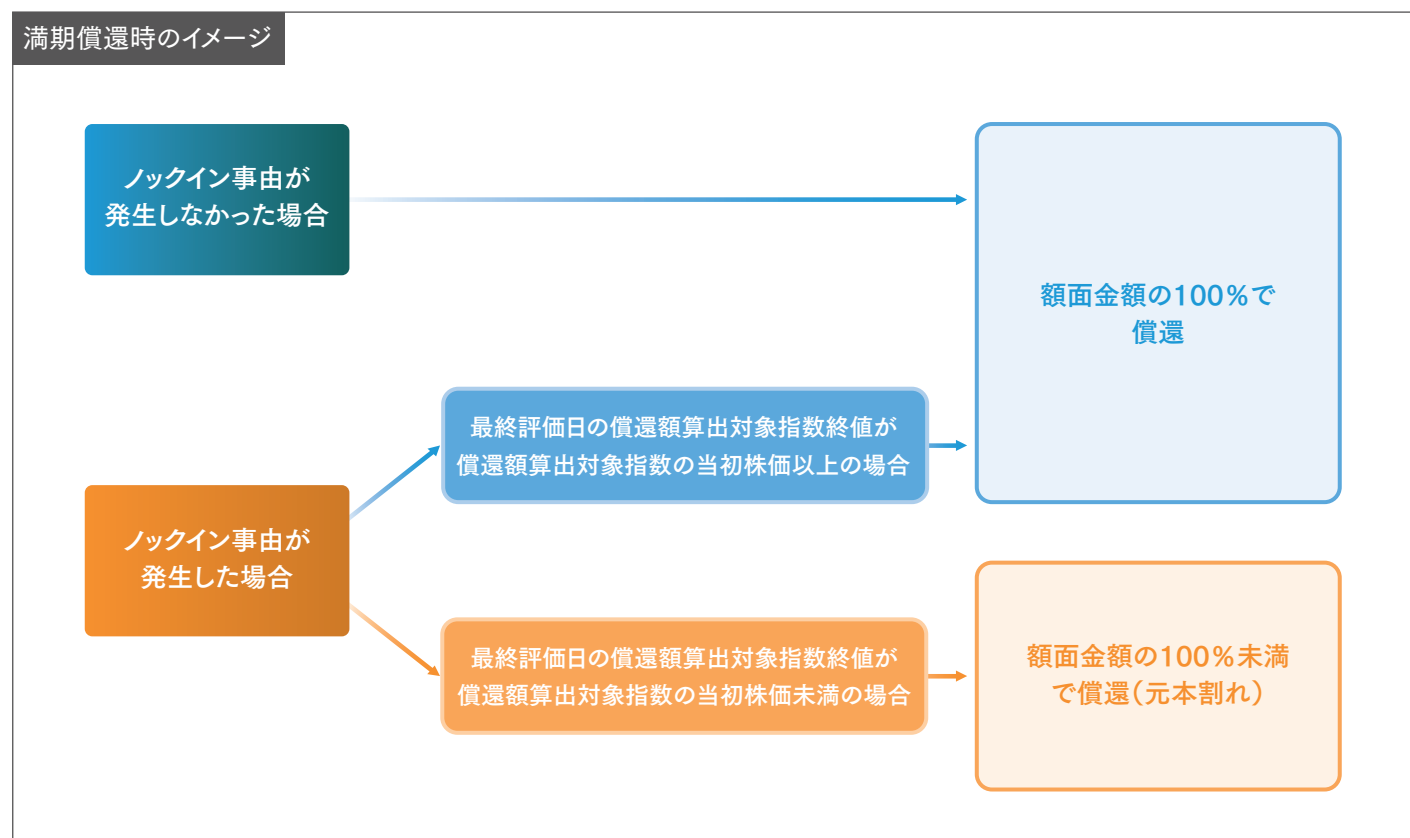 満期償還時のイメージ
ノックイン事由が
発生しなかった場合
額面金額の100%で
償還
最終評価日の償還額算出対象指数終値が
償還額算出対象指数の当初株価以上の場合
ノックイン事由が
発生した場合
最終評価日の償還額算出対象指数終値が
償還額算出対象指数の当初株価未満の場合
額面金額の100%未満
で償還(元本割れ)